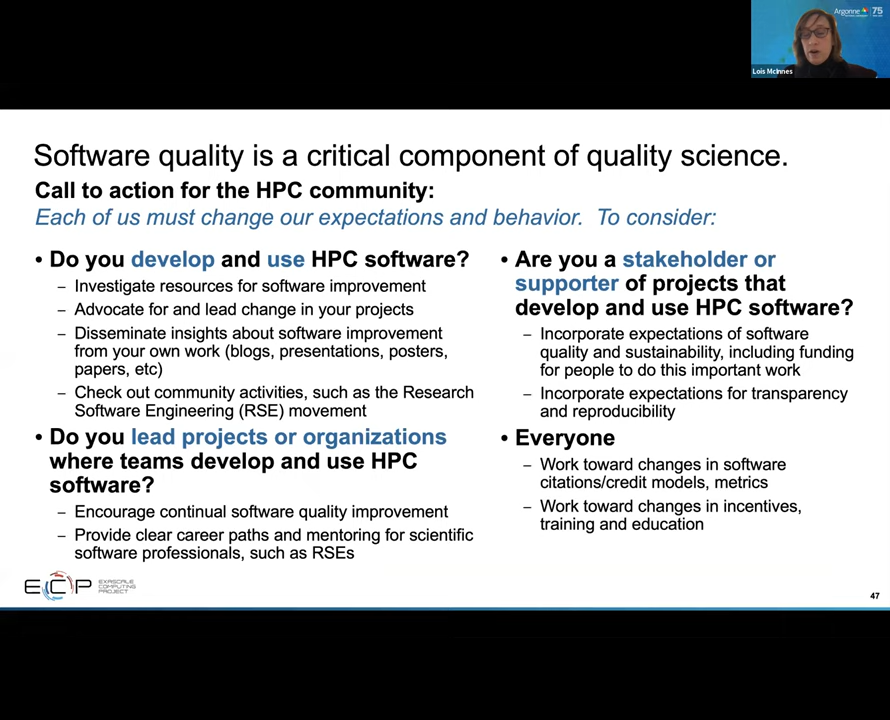 Argonne 75
Lois McInnes
Software quality is a critical component of quality science.
Call to action for the HPC community:
Each of us must change our expectations and behavior. To consider:
• Do you develop and use HPC software?
– Investigate resources for software improvement
– Advocate for and lead change in your projects
– Disseminate insights about software improvement
from your own work (blogs, presentations, posters,
papers, etc)
– Check out community activities, such as the Research
Software Engineering (RSE) movement
• Do you lead projects or organizations
where teams develop and use HPC
software?
– Encourage continual software quality improvement
– Provide clear career paths and mentoring for scientific
software professionals, such as RSEs
• Are you a stakeholder or
supporter of projects that
develop and use HPC software?
– Incorporate expectations of software
quality and sustainability, including funding
for people to do this important work
– Incorporate expectations for transparency
and reproducibility
• Everyone
– Work toward changes in software
citations/credit models, metrics
– Work toward changes in incentives,
training and education
ECP
EXASCALE
COMPUTING
PROJECT
47